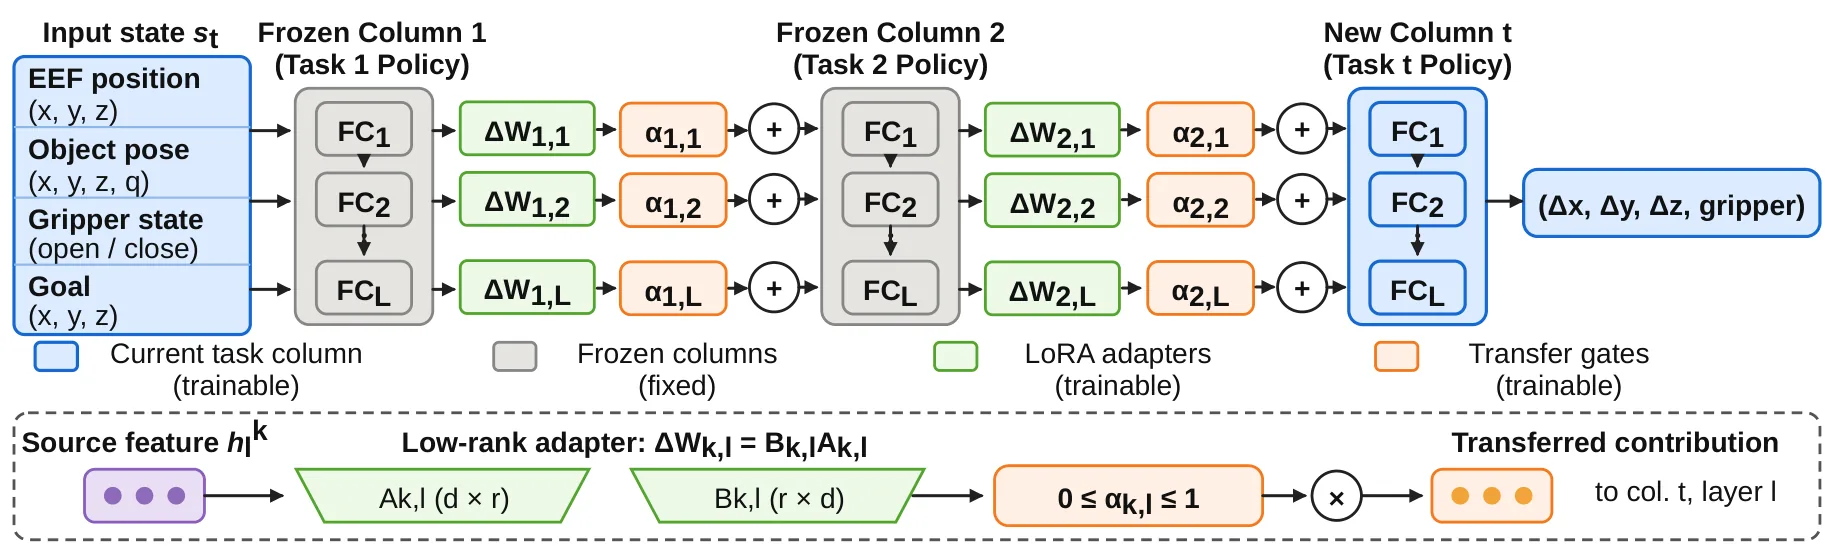 Input state st
Frozen Column 1
(Task 1 Policy)
Frozen Column 2
(Task 2 Policy)
New Column t
(Task t Policy)
EEF position
(x, y, z)
Object pose
(x, y, z, q)
Gripper state
(open / close)
Goal
(x, y, z)
FC1
ΔW1,1
α1,1
+
FC1
ΔW2,1
α2,1
+
FC1
FC2
ΔW1,2
α1,2
+
FC2
ΔW2,2
α2,2
+
FC2
(Δx, Δy, Δz, gripper)
FCL
ΔW1,L
α1,L
+
FCL
ΔW2,L
α2,L
+
FCL
Current task column
(trainable)
Frozen columns
(fixed)
LoRA adapters
(trainable)
Transfer gates
(trainable)
Source feature hlk
Low-rank adapter: ΔWk,l = Bk,lAk,l
Transferred contribution
Ak,l (d × r)
Bk,l (r × d)
0 ≤ αk,l ≤ 1
×
to col. t, layer l